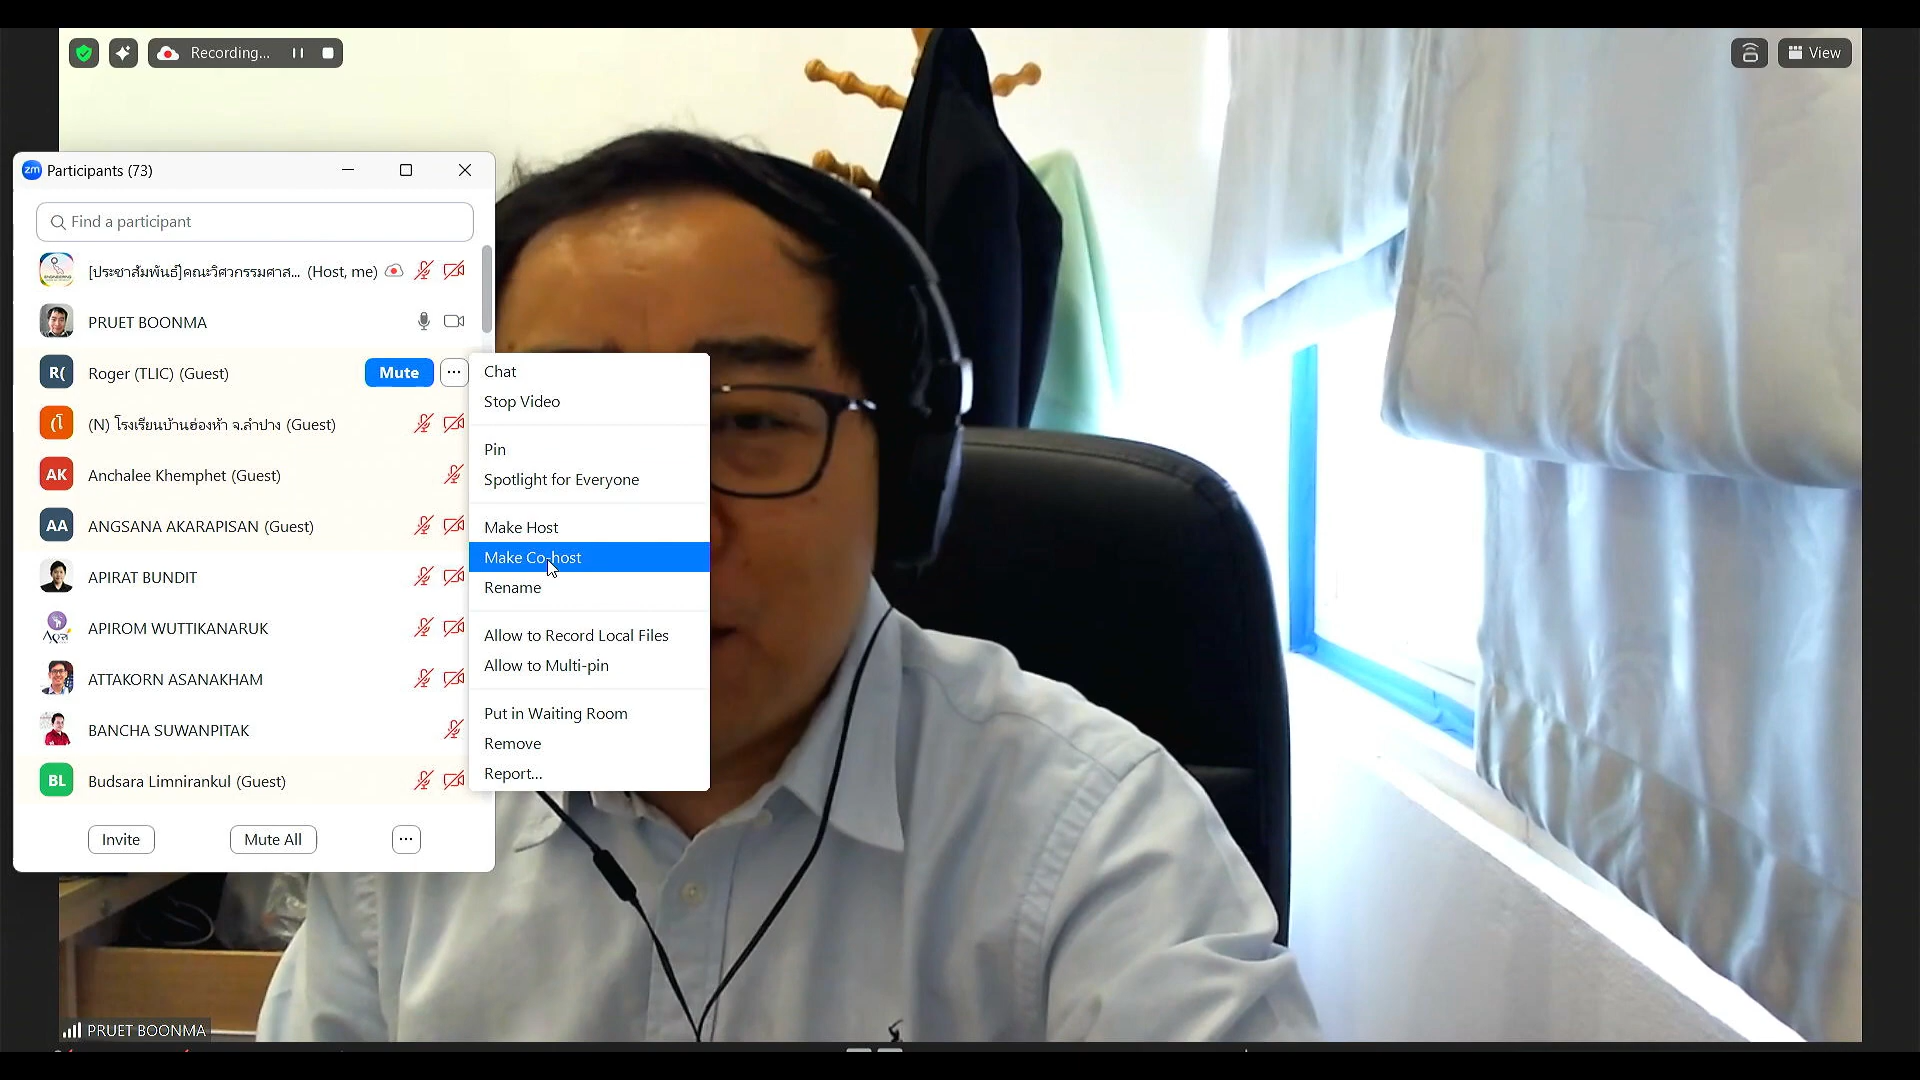 Recording...
View
zm Participants (73)
Find a participant
[ประชาสัมพันธ์]คณะวิศวกรรมศาส... (Host, me)
PRUET BOONMA
R( Roger (TLIC) (Guest) Mute ...
(โ (N) โรงเรียนบ้านฮ่องห้า จ.ลำปาง (Guest)
AK Anchalee Khemphet (Guest)
AA ANGSANA AKARAPISAN (Guest)
APIRAT BUNDIT
APIROM WUTTIKANARUK
ATTAKORN ASANAKHAM
BANCHA SUWANPITAK
BL Budsara Limnirankul (Guest)
Invite
Mute All
...
Chat
Stop Video
Pin
Spotlight for Everyone
Make Host
Make Co-host
Rename
Allow to Record Local Files
Allow to Multi-pin
Put in Waiting Room
Remove
Report...
PRUET BOONMA